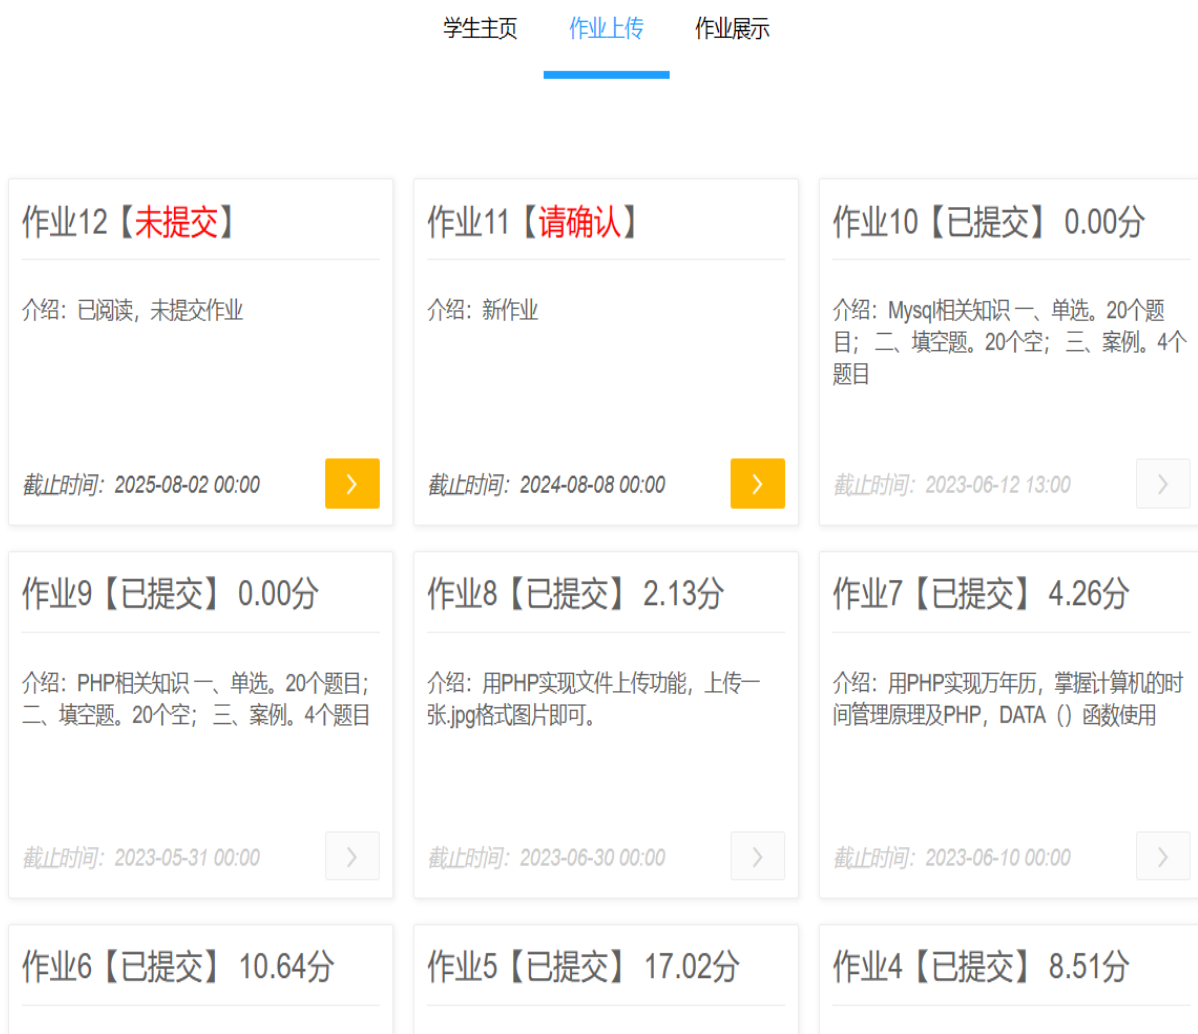 学生主页 作业上传 作业展示
作业12【未提交】
介绍：已阅读，未提交作业
截止时间：2025-08-02 00:00
作业11【请确认】
介绍：新作业
截止时间：2024-08-08 00:00
作业10【已提交】 0.00分
介绍：Mysql相关知识 一、单选。20个题
目； 二、填空题。20个空； 三、案例。4个
题目
截止时间：2023-06-12 13:00
作业9【已提交】 0.00分
介绍：PHP相关知识 一、单选。20个题目；
二、填空题。20个空； 三、案例。4个题目
截止时间：2023-05-31 00:00
作业8【已提交】 2.13分
介绍：用PHP实现文件上传功能，上传一
张.jpg格式图片即可。
截止时间：2023-06-30 00:00
作业7【已提交】 4.26分
介绍：用PHP实现万年历，掌握计算机的时
间管理原理及PHP，DATA（）函数使用
截止时间：2023-06-10 00:00
作业6【已提交】 10.64分
作业5【已提交】 17.02分
作业4【已提交】 8.51分